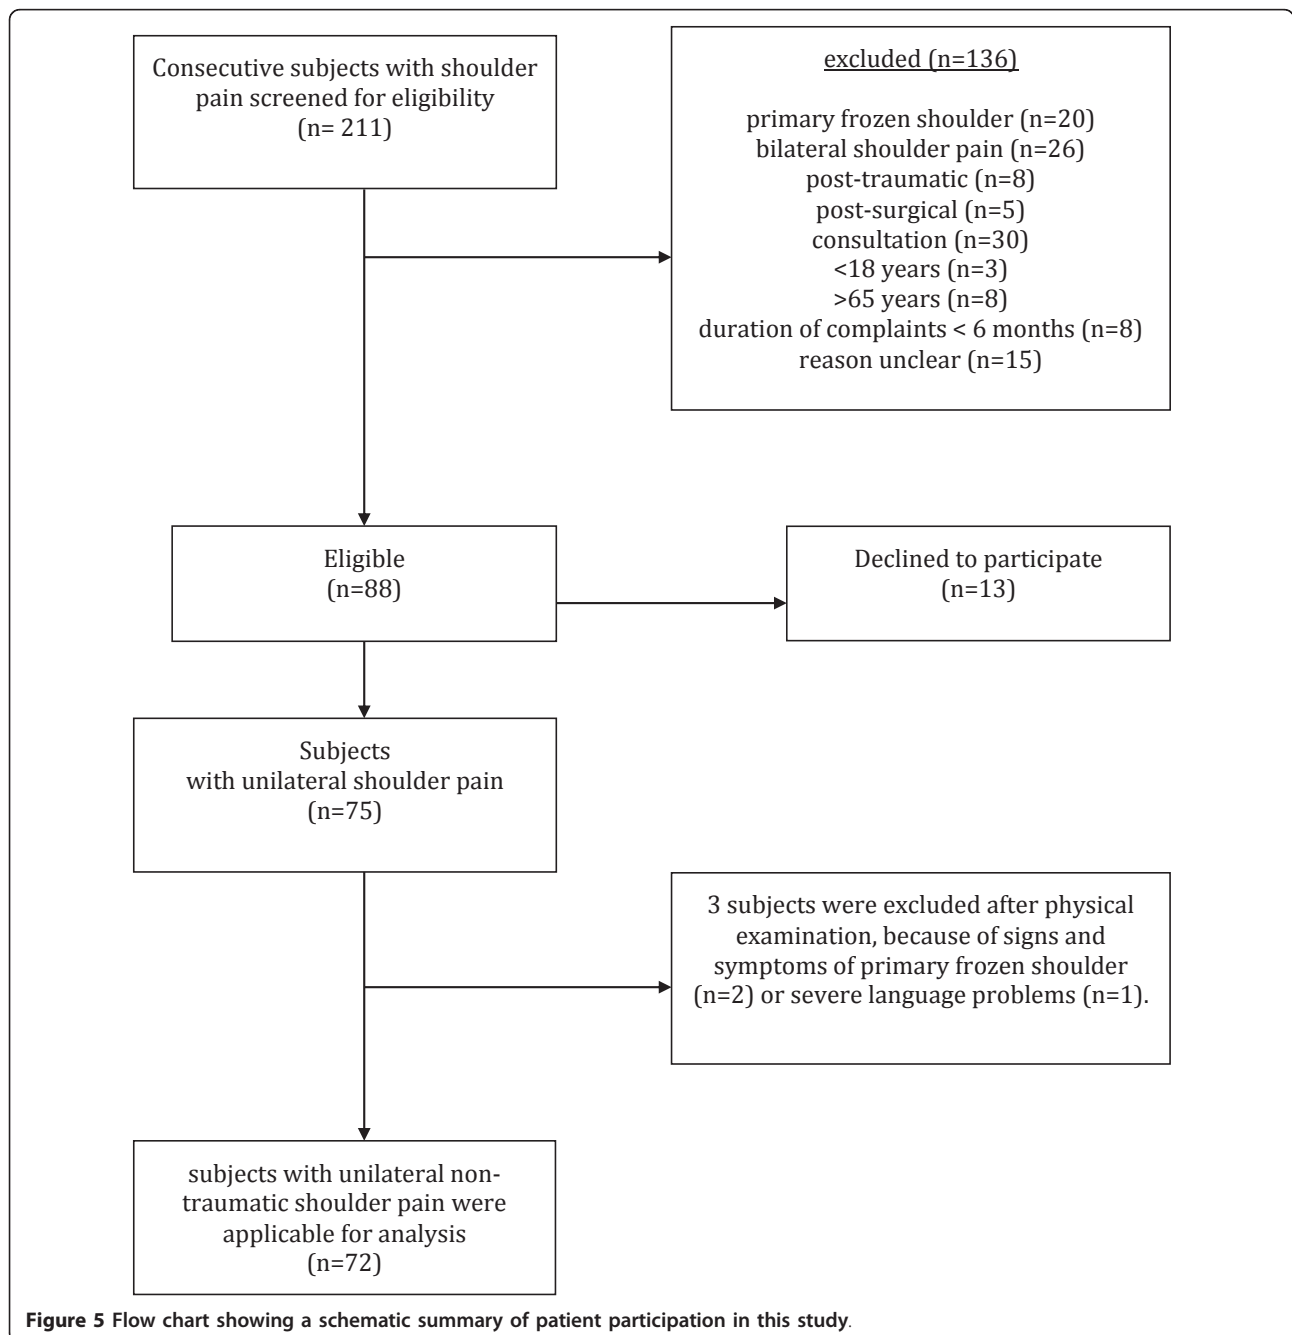 Consecutive subjects with shoulder
pain screened for eligibility
(n= 211)
excluded (n=136)
primary frozen shoulder (n=20)
bilateral shoulder pain (n=26)
post-traumatic (n=8)
post-surgical (n=5)
consultation (n=30)
<18 years (n=3)
>65 years (n=8)
duration of complaints < 6 months (n=8)
reason unclear (n=15)
Eligible
(n=88)
Declined to participate
(n=13)
Subjects
with unilateral shoulder pain
(n=75)
3 subjects were excluded after physical
examination, because of signs and
symptoms of primary frozen shoulder
(n=2) or severe language problems (n=1).
subjects with unilateral non-
traumatic shoulder pain were
applicable for analysis
(n=72)
Figure 5 Flow chart showing a schematic summary of patient participation in this study.